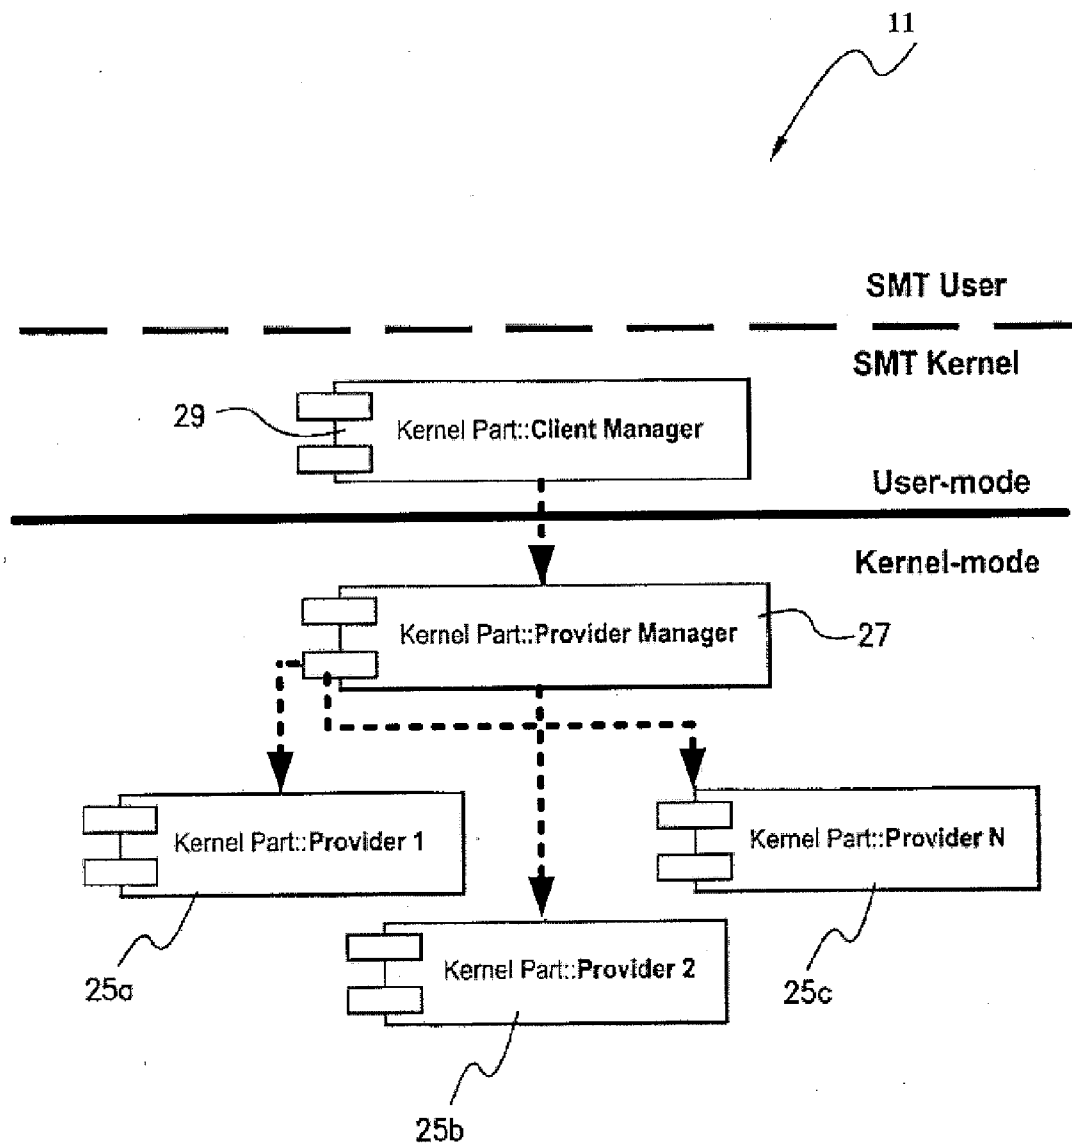 11
SMT User
SMT Kernel
29
Kernel Part::Client Manager
User-mode
Kernel-mode
Kernel Part::Provider Manager
27
Kernel Part::Provider 1
Kernel Part::Provider N
Kernel Part::Provider 2
25a
25c
25b